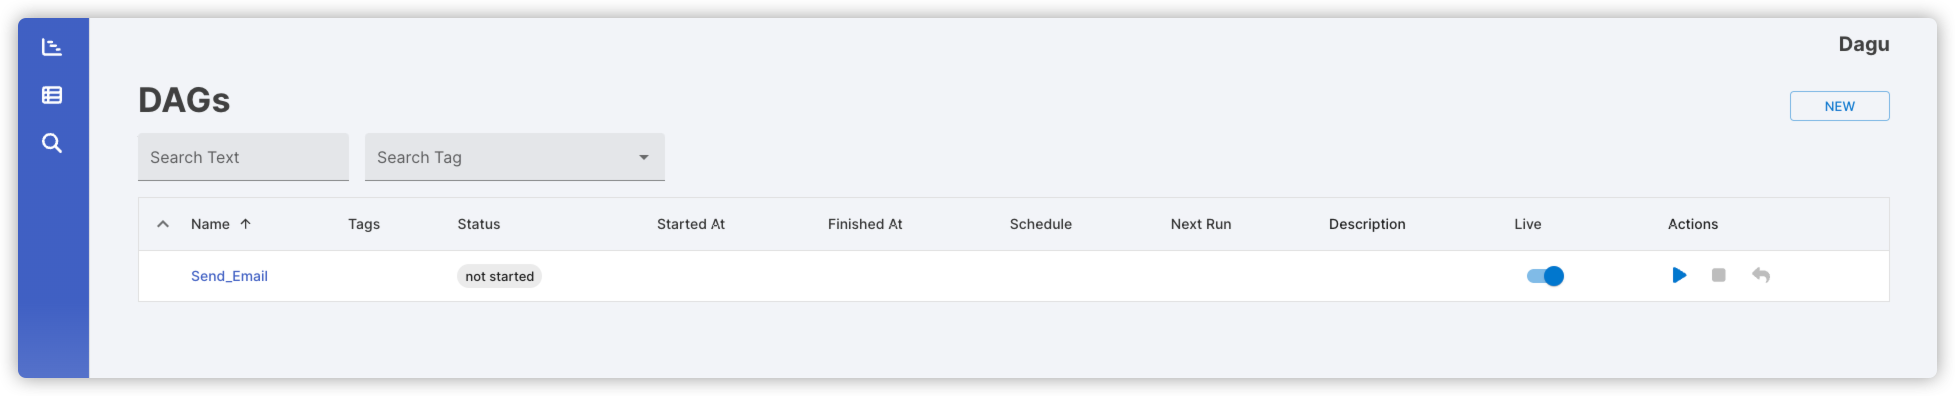 Dagu
DAGs
NEW
Search Text
Search Tag
Name Tags Status Started At Finished At Schedule Next Run Description Live Actions
Send_Email not started